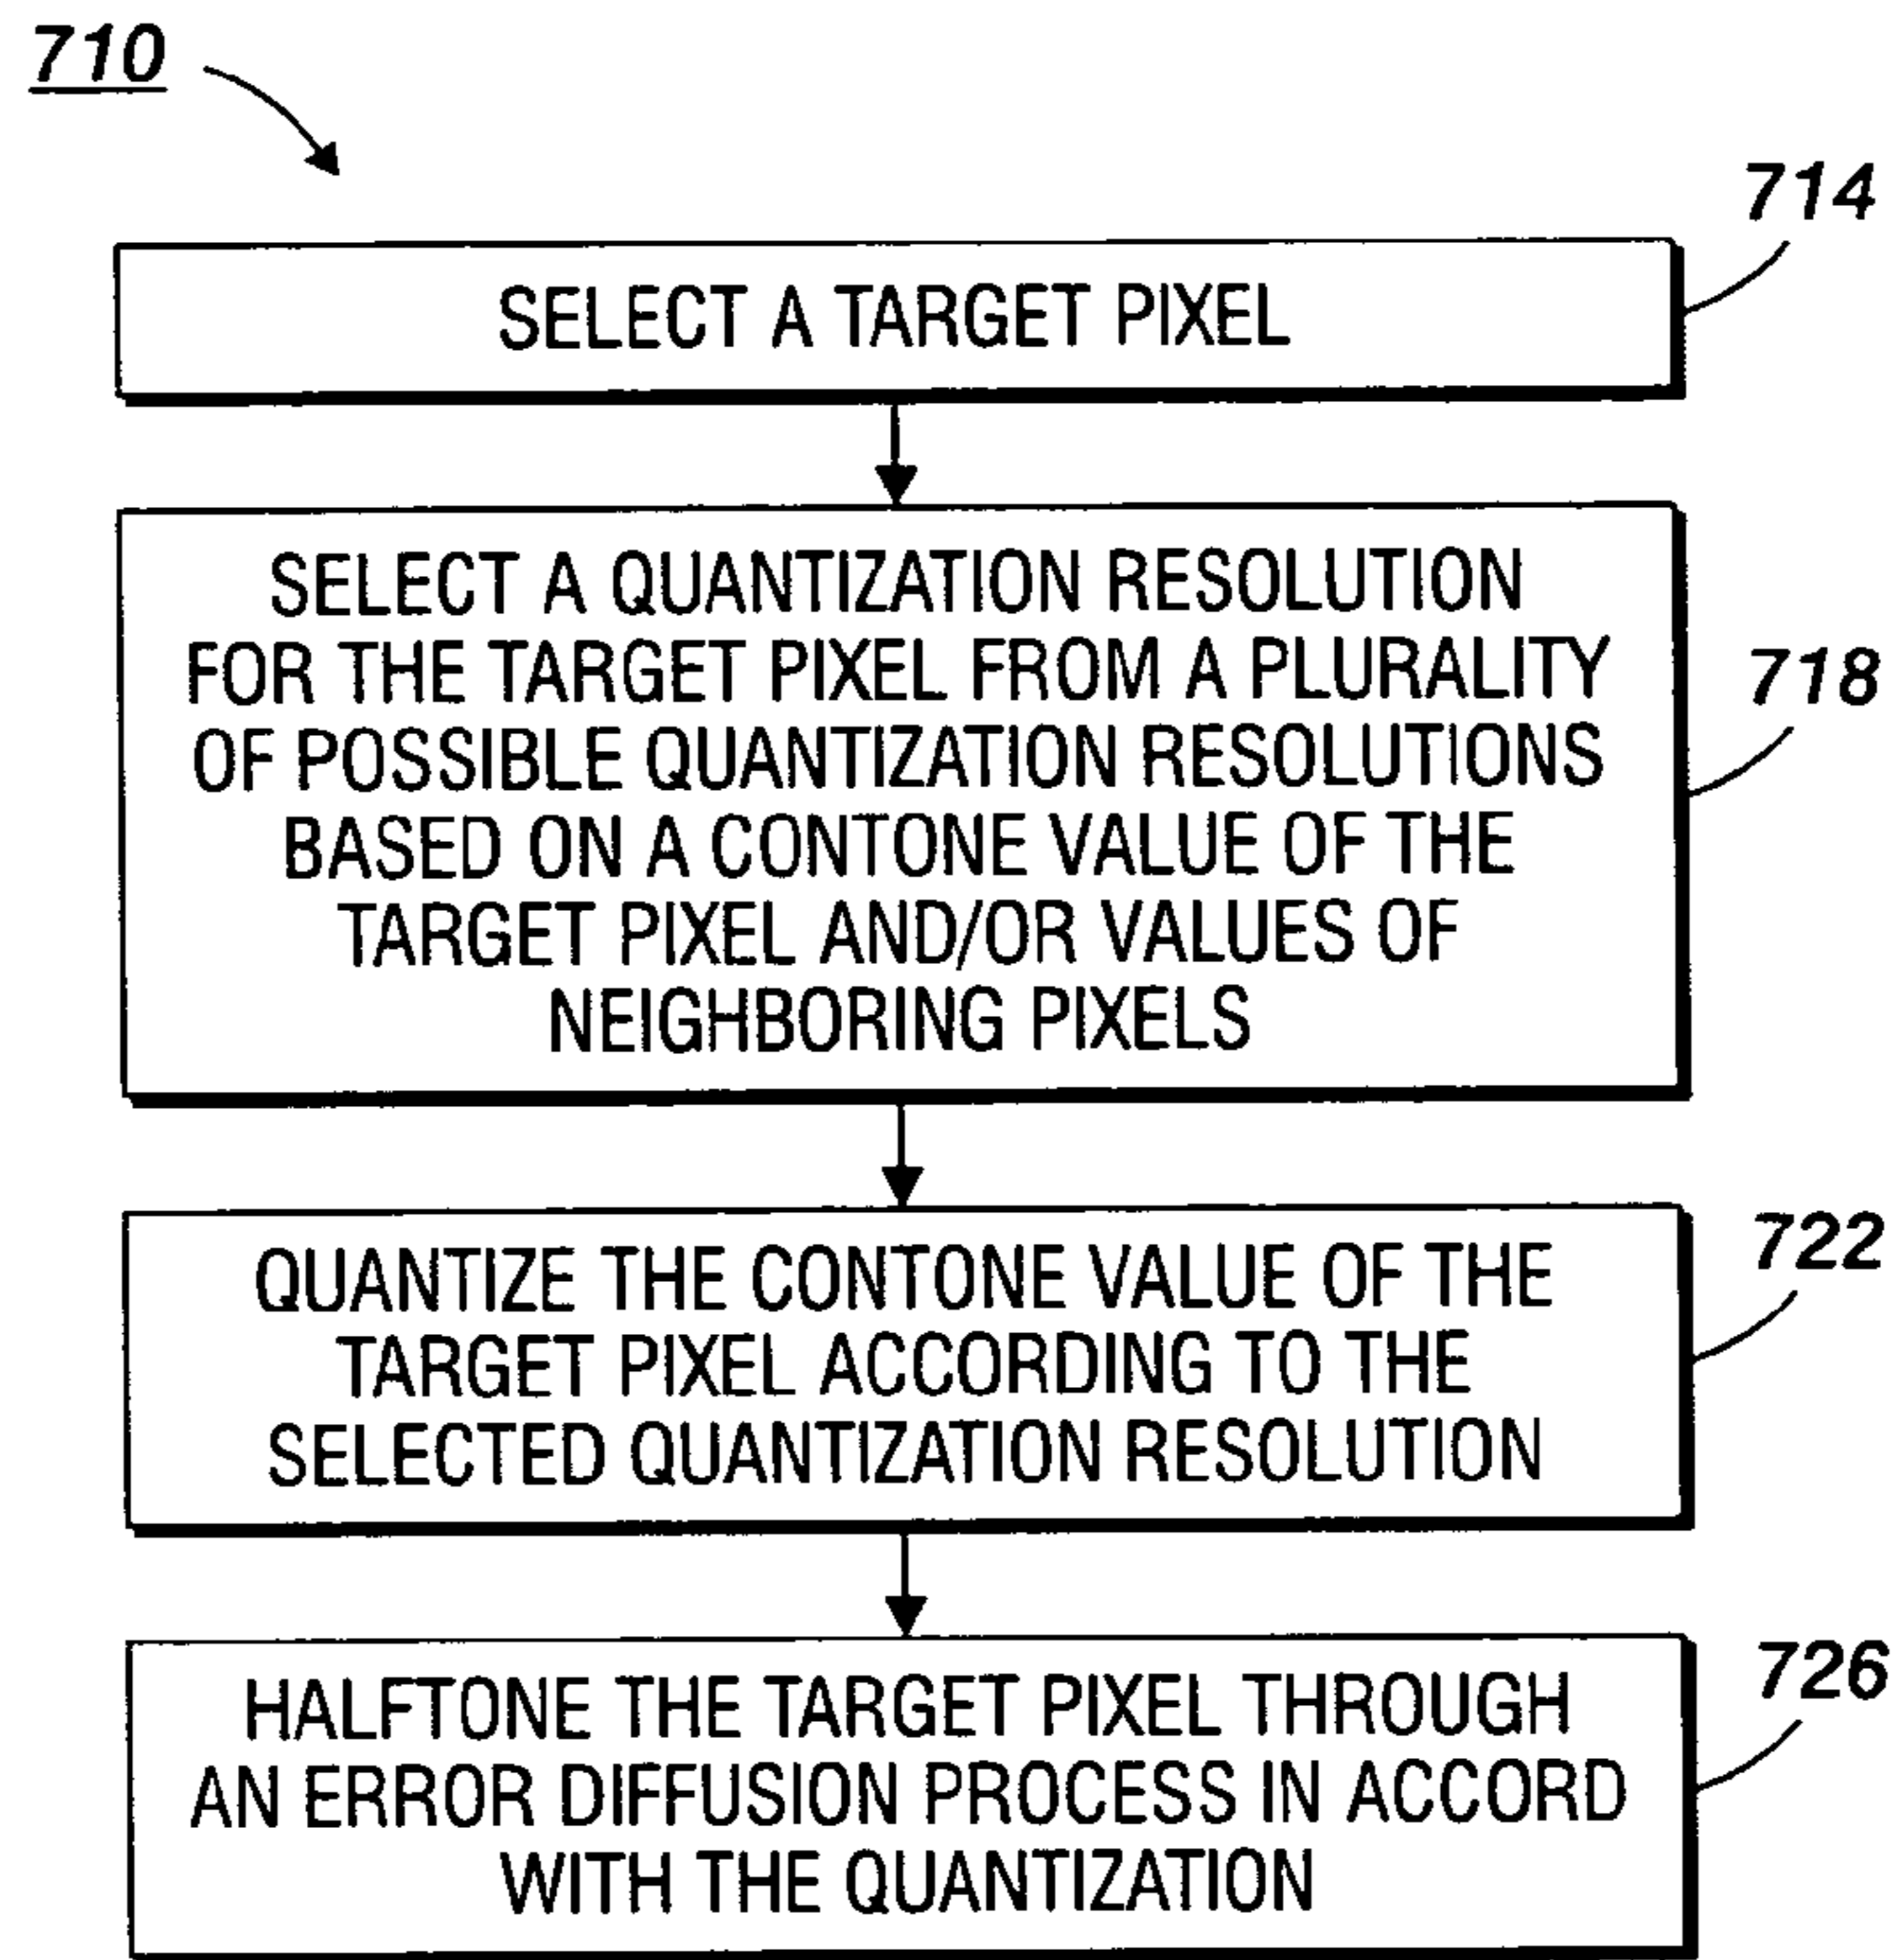 710
714
SELECT A TARGET PIXEL
SELECT A QUANTIZATION RESOLUTION
FOR THE TARGET PIXEL FROM A PLURALITY
OF POSSIBLE QUANTIZATION RESOLUTIONS
BASED ON A CONTONE VALUE OF THE
TARGET PIXEL AND/OR VALUES OF
NEIGHBORING PIXELS
718
QUANTIZE THE CONTONE VALUE OF THE
TARGET PIXEL ACCORDING TO THE
SELECTED QUANTIZATION RESOLUTION
722
HALFTONE THE TARGET PIXEL THROUGH
AN ERROR DIFFUSION PROCESS IN ACCORD
WITH THE QUANTIZATION
726